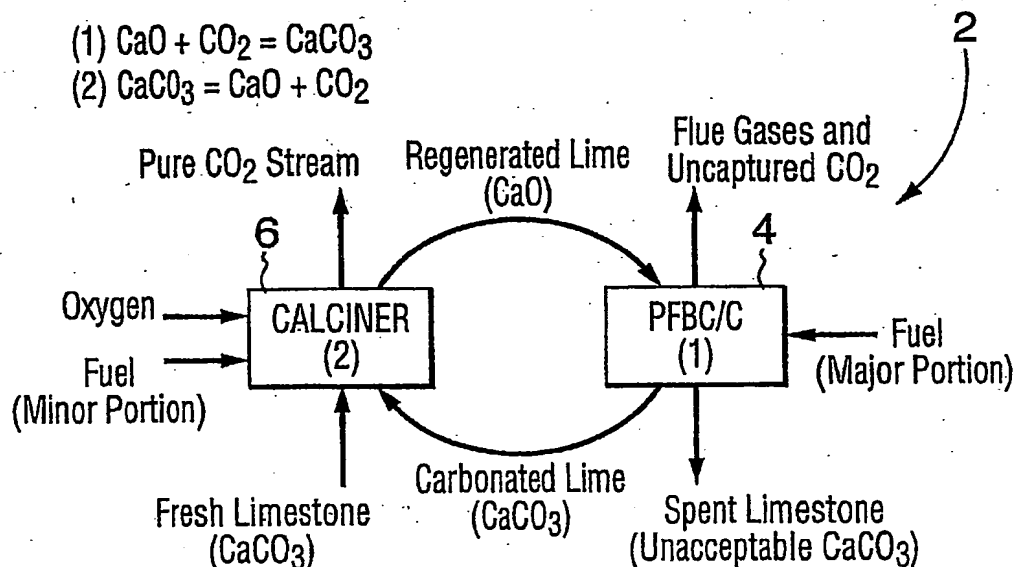 (1) CaO + CO2 = CaCO3
(2) CaCO3 = CaO + CO2
2
Pure CO2 Stream
Regenerated Lime
(CaO)
Flue Gases and
Uncaptured CO2
6
4
Oxygen
Fuel
(Minor Portion)
CALCINER
(2)
PFBC/C
(1)
Fuel
(Major Portion)
Fresh Limestone
(CaCO3)
Carbonated Lime
(CaCO3)
Spent Limestone
(Unacceptable CaCO3)